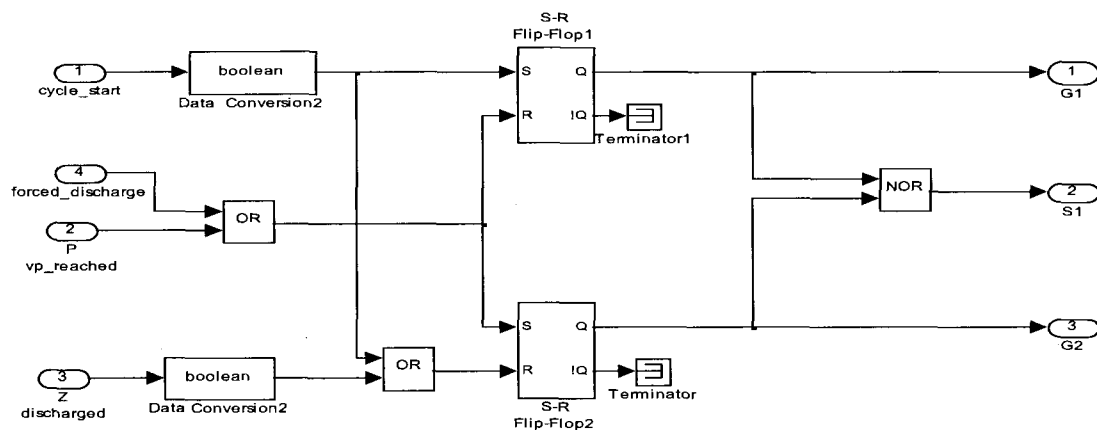 S-R
Flip-Flop1
1
cycle_start
boolean
Data Conversion2
S
Q
R
!Q
Terminator1
1
G1
4
forced_discharge
OR
2
P
vp_reached
NOR
2
S1
S
Q
R
!Q
Terminator
3
G2
3
Z
discharged
boolean
Data Conversion2
OR
S-R
Flip-Flop2